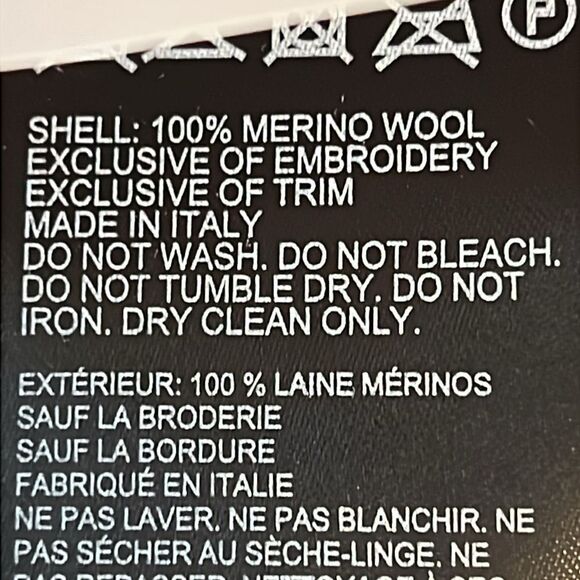 P
SHELL: 100% MERINO WOOL
EXCLUSIVE OF EMBROIDERY
EXCLUSIVE OF TRIM
MADE IN ITALY
DO NOT WASH. DO NOT BLEACH.
DO NOT TUMBLE DRY. DO NOT
IRON. DRY CLEAN ONLY.
EXTÉRIEUR: 100 % LAINE MÉRINOS
SAUF LA BRODERIE
SAUF LA BORDURE
FABRIQUÉ EN ITALIE
NE PAS LAVER. NE PAS BLANCHIR. NE
PAS SÉCHER AU SÈCHE-LINGE. NE